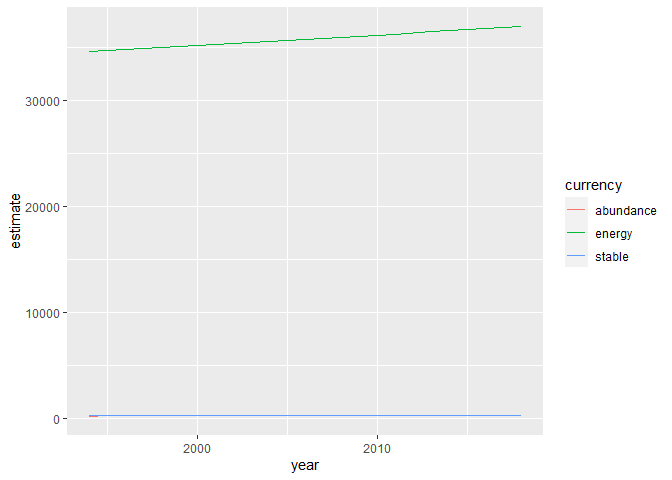 30000
20000
10000
0
estimate
2000
2010
year
currency
abundance
energy
stable